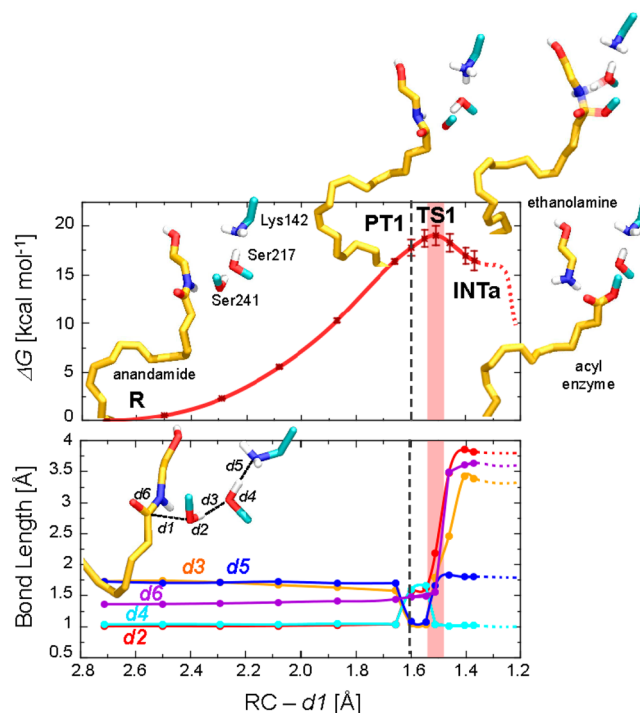 ethanolamine
Lys142
PT1 TS1
Ser217
Ser241
INTa
anandamide
R
acyl
enzyme
ΔG [kcal mol-1]
20
15
10
5
0
d5
d6
d3
d4
d1
d2
d3
d5
d6
d4
d2
Bond Length [Å]
4
3.5
3
2.5
2
1.5
1
0.5
2.8 2.6 2.4 2.2 2.0 1.8 1.6 1.4 1.2
RC – d1 [Å]